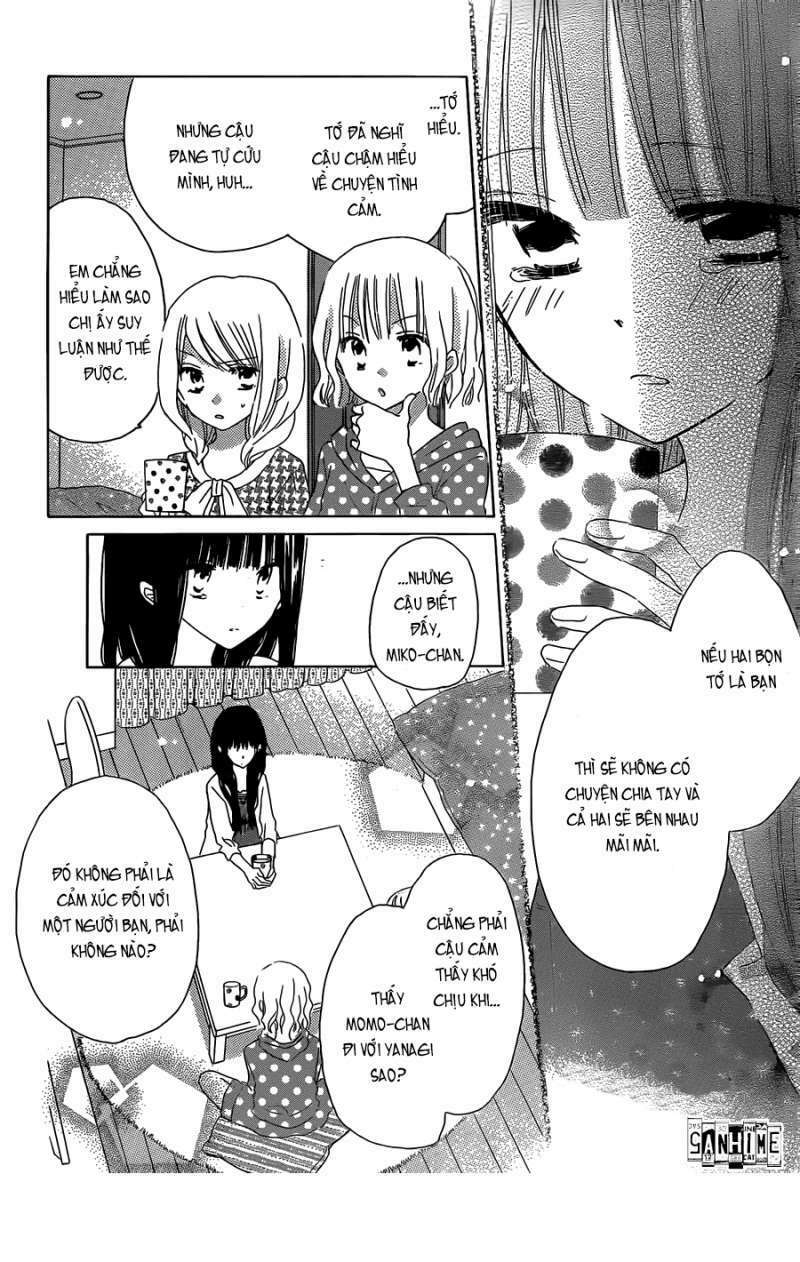 NẾU HAI BỌN
TỚ LÀ BẠN
THÌ SẼ KHÔNG CÓ
CHUYỆN CHIA TAY VÀ
CẢ HAI SẼ BÊN NHAU
MÃI MÃI.
...TỚ
HIỂU.
TỚ ĐÃ NGHĨ
CẬU CHẬM HIỂU
VỀ CHUYỆN TÌNH
CẢM.
NHƯNG CẬU
ĐANG TỰ CỨU
MÌNH, HUH...
EM CHẲNG
HIỂU LÀM SAO
CHỊ ẤY SUY
LUẬN NHƯ THẾ
ĐƯỢC.
...NHƯNG
CẬU BIẾT
ĐẤY,
MIKO-CHAN.
CHẲNG PHẢI
CẬU CẢM
THẤY KHÓ
CHỊU KHI...
THẤY
MOMO-CHAN
ĐI VỚI YANAGI
SAO?
ĐÓ KHÔNG PHẢI LÀ
CẢM XÚC ĐỐI VỚI
MỘT NGƯỜI BẠN, PHẢI
KHÔNG NÀO?
SANHIME